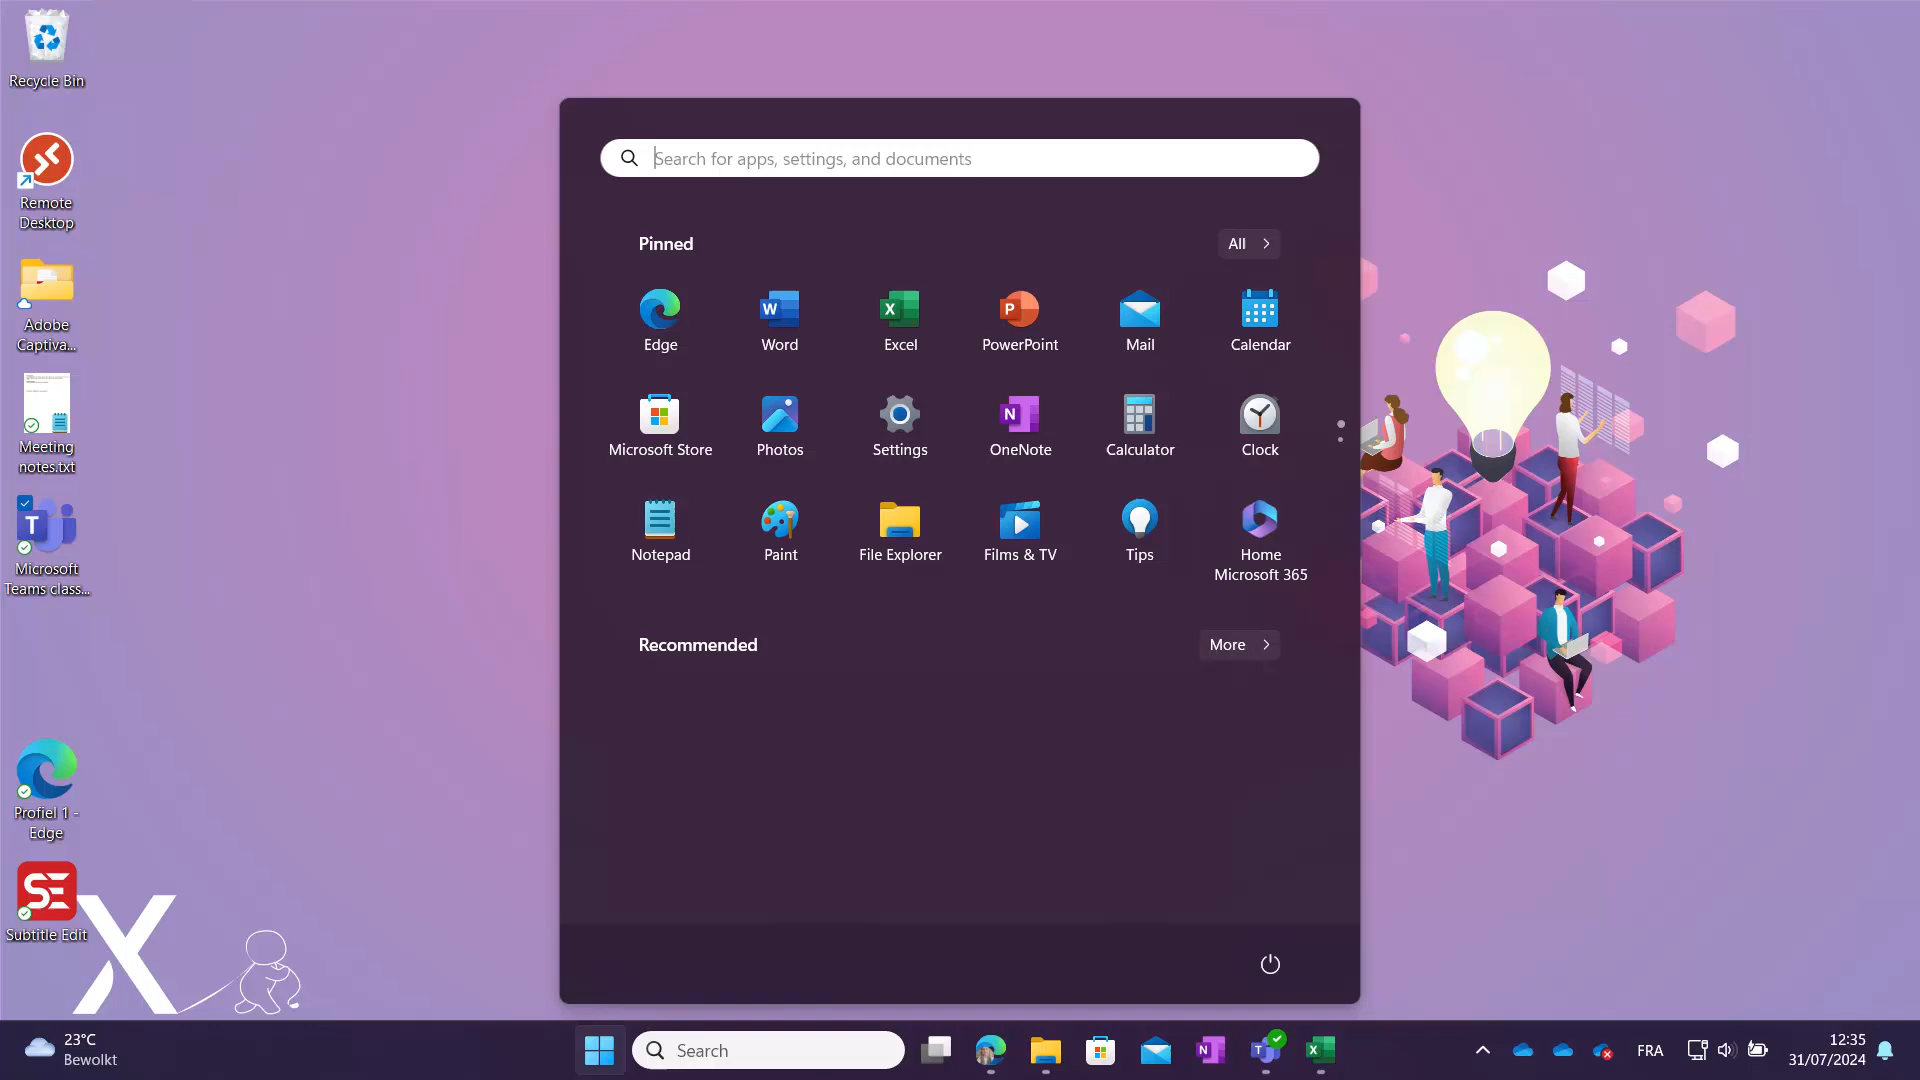 Recycle Bin
Remote
Desktop
Adobe
Captiva...
Meeting
notes.txt
Microsoft
Teams class...
Profiel 1 -
Edge
Subtitle Edit
X
Search for apps, settings, and documents
Pinned
All
Edge
Word
Excel
PowerPoint
Mail
Calendar
Microsoft Store
Photos
Settings
OneNote
Calculator
Clock
Notepad
Paint
File Explorer
Films & TV
Tips
Home
Microsoft 365
Recommended
More
23°C
Bewolkt
Search
FRA
12:35
31/07/2024